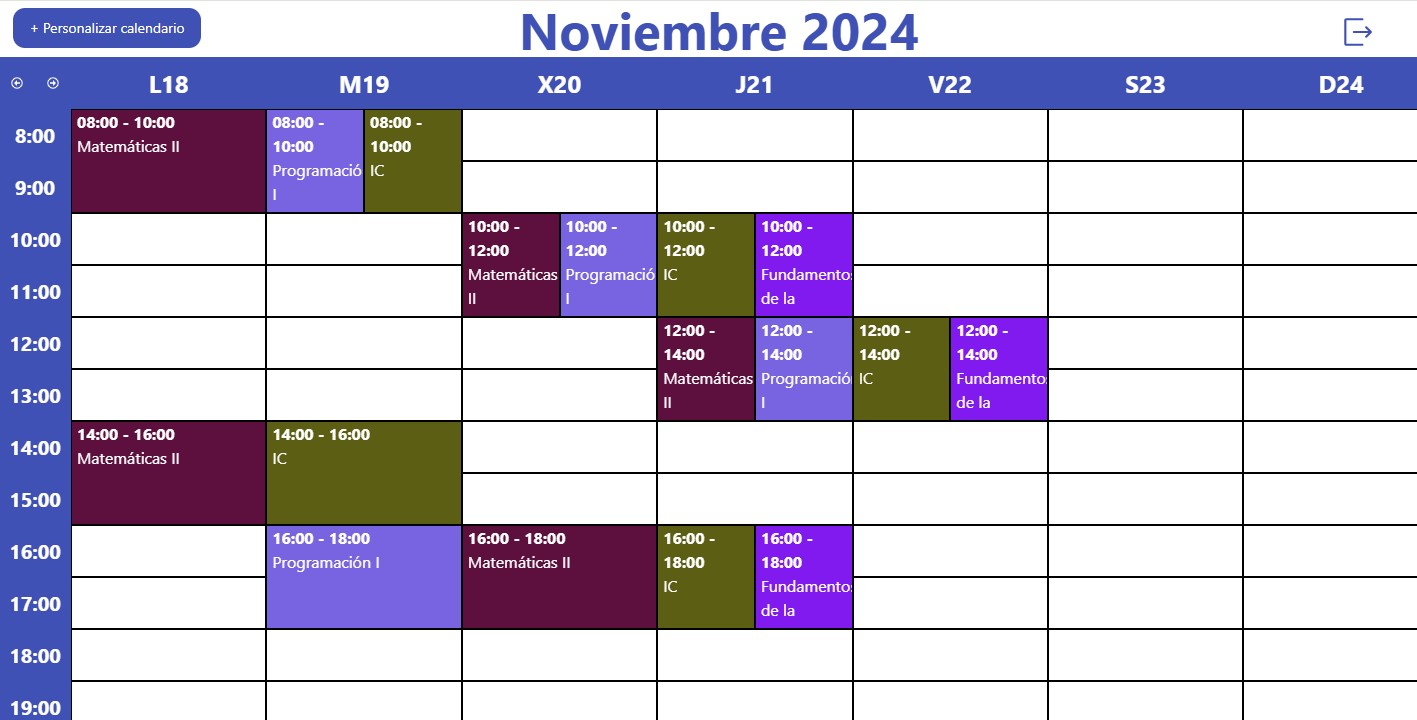 + Personalizar calendario
Noviembre 2024
L18 M19 X20 J21 V22 S23 D24
8:00
9:00
10:00
11:00
12:00
13:00
14:00
15:00
16:00
17:00
18:00
19:00
08:00 - 10:00
Matemáticas II
14:00 - 16:00
Matemáticas II
08:00 -
10:00
Programació
I
08:00 -
10:00
IC
14:00 - 16:00
IC
16:00 - 18:00
Programación I
10:00 -
12:00
Matemáticas
II
10:00 -
12:00
Programació
I
16:00 - 18:00
Matemáticas II
10:00 -
12:00
IC
10:00 -
12:00
Fundamentos
de la
12:00 -
14:00
Matemáticas
II
12:00 -
14:00
Programació
I
16:00 -
18:00
IC
16:00 -
18:00
Fundamentos
de la
12:00 -
14:00
IC
12:00 -
14:00
Fundamentos
de la